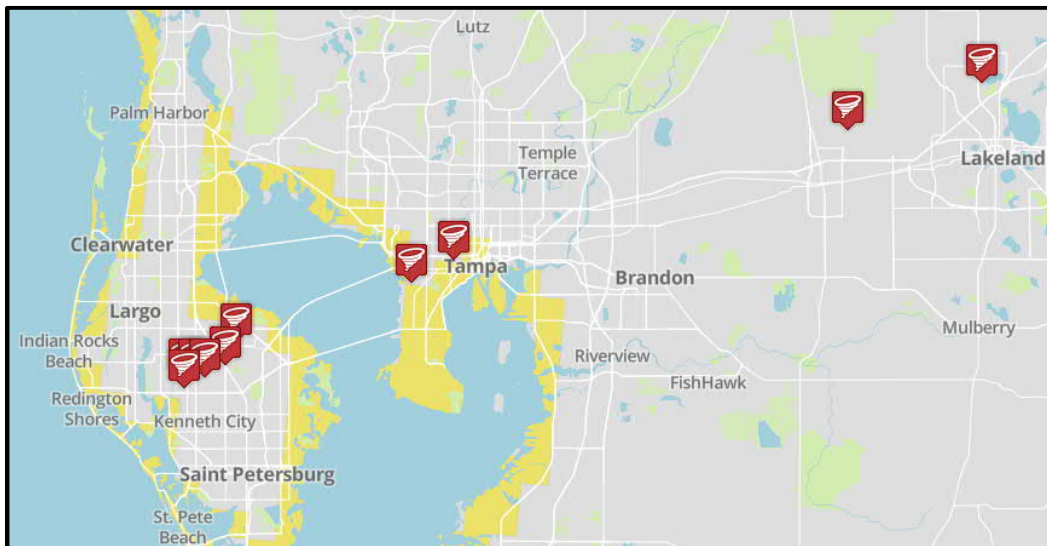 Lutz
Palm Harbor
Temple
Terrace
Lakeland
Clearwater
Tampa
Brandon
Largo
Indian Rocks
Beach
Mulberry
Riverview
FishHawk
Redington
Shores
Kenneth City
Saint Petersburg
St. Pete
Beach